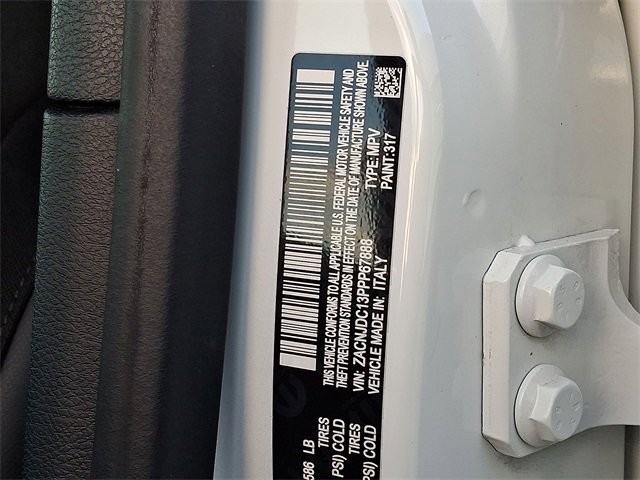 THIS VEHICLE CONFORMS TO ALL APPLICABLE U.S. FEDERAL MOTOR VEHICLE SAFETY AND
THEFT PREVENTION STANDARDS IN EFFECT ON THE DATE OF MANUFACTURE SHOWN ABOVE.
VIN: ZACNJDC13PPP67888 TYPE:MPV
VEHICLE MADE IN: ITALY PAINT:317
586 LB
TIRES
PSI) COLD
TIRES
PSI) COLD